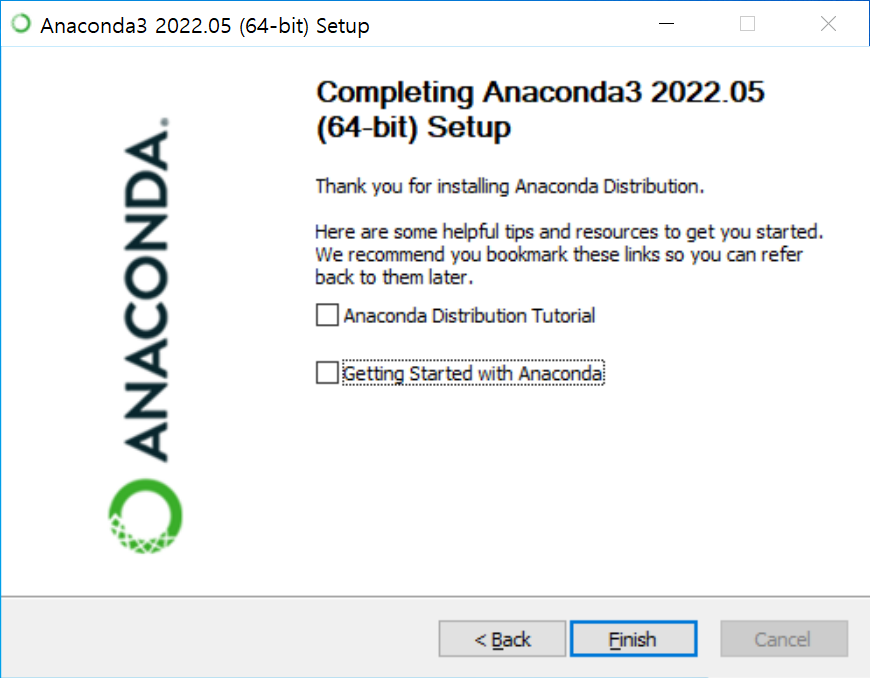 Anaconda3 2022.05 (64-bit) Setup
ANACONDA.
Completing Anaconda3 2022.05
(64-bit) Setup
Thank you for installing Anaconda Distribution.
Here are some helpful tips and resources to get you started.
We recommend you bookmark these links so you can refer
back to them later.
Anaconda Distribution Tutorial
Getting Started with Anaconda
< Back
Finish
Cancel